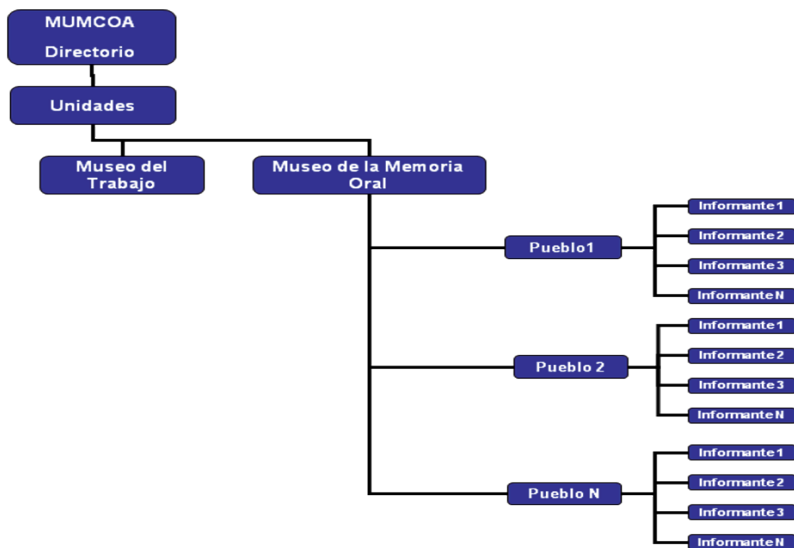 MUMCOA
Directorio
Unidades
Museo del
Trabajo
Museo de la Memoria
Oral
Pueblo1
Informante1
Informante2
Informante3
InformanteN
Pueblo 2
Informante1
Informante2
Informante3
InformanteN
Pueblo N
Informante1
Informante2
Informante3
InformanteN